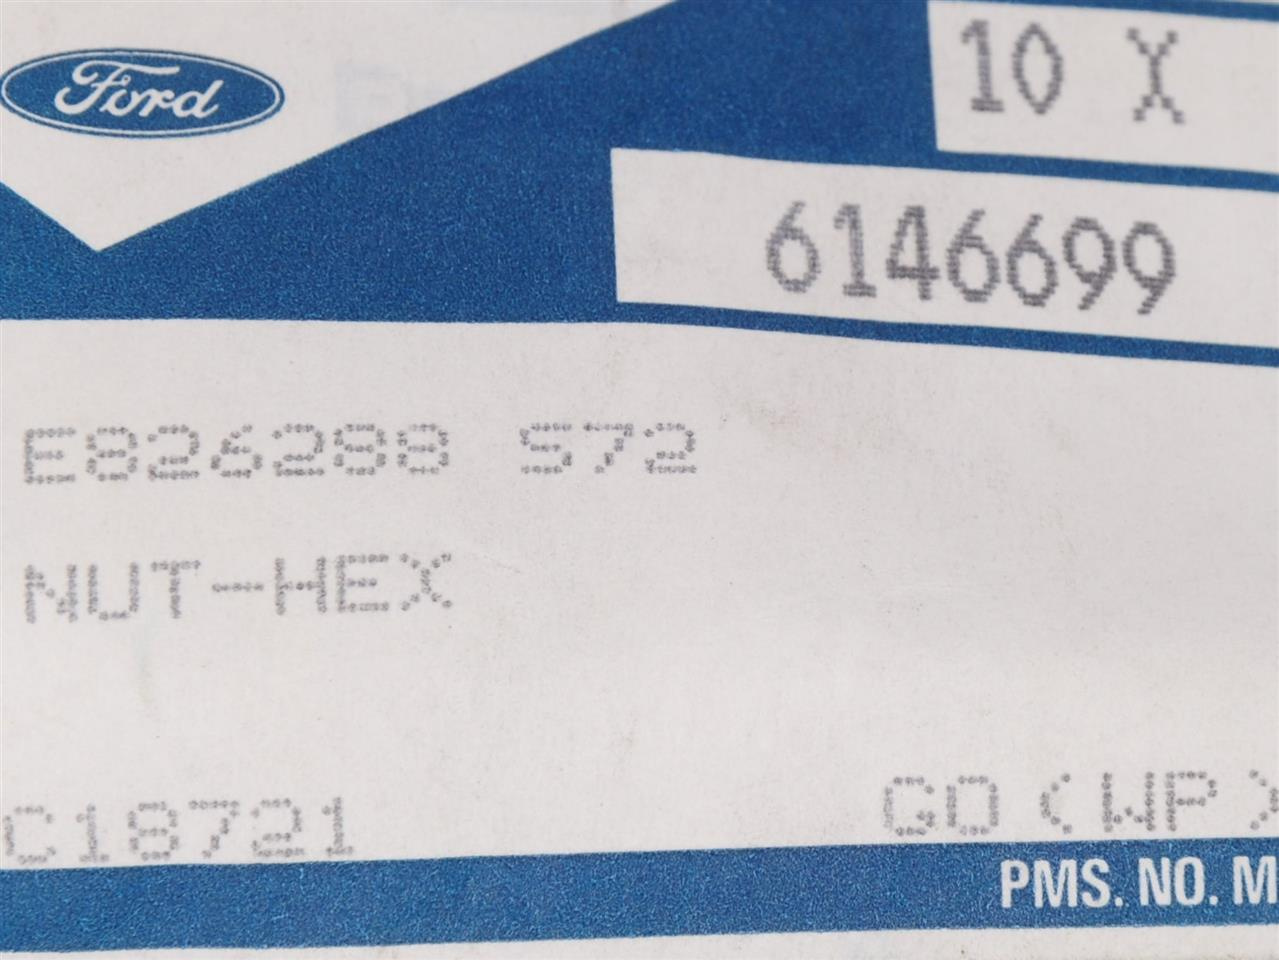 Ford
10 X
6146699
E826288 S72
NUT-HEX
C18721
GD (WP)
PMS. NO. M